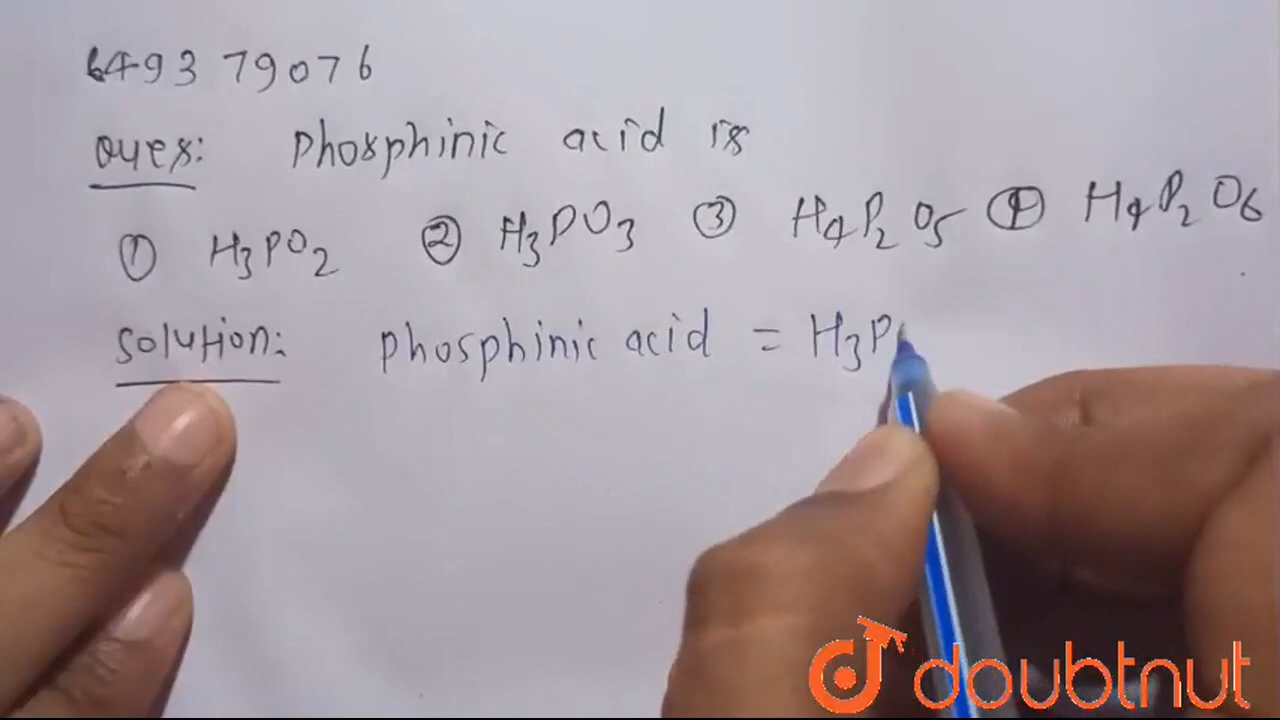 6493 79076
Ques: Phosphinic acid is
① H₃PO₂ ② H₃PO₃ ③ H₄P₂O₅ ④ H₄P₂O₆
Solution: Phosphinic acid = H₃P
doubtnut